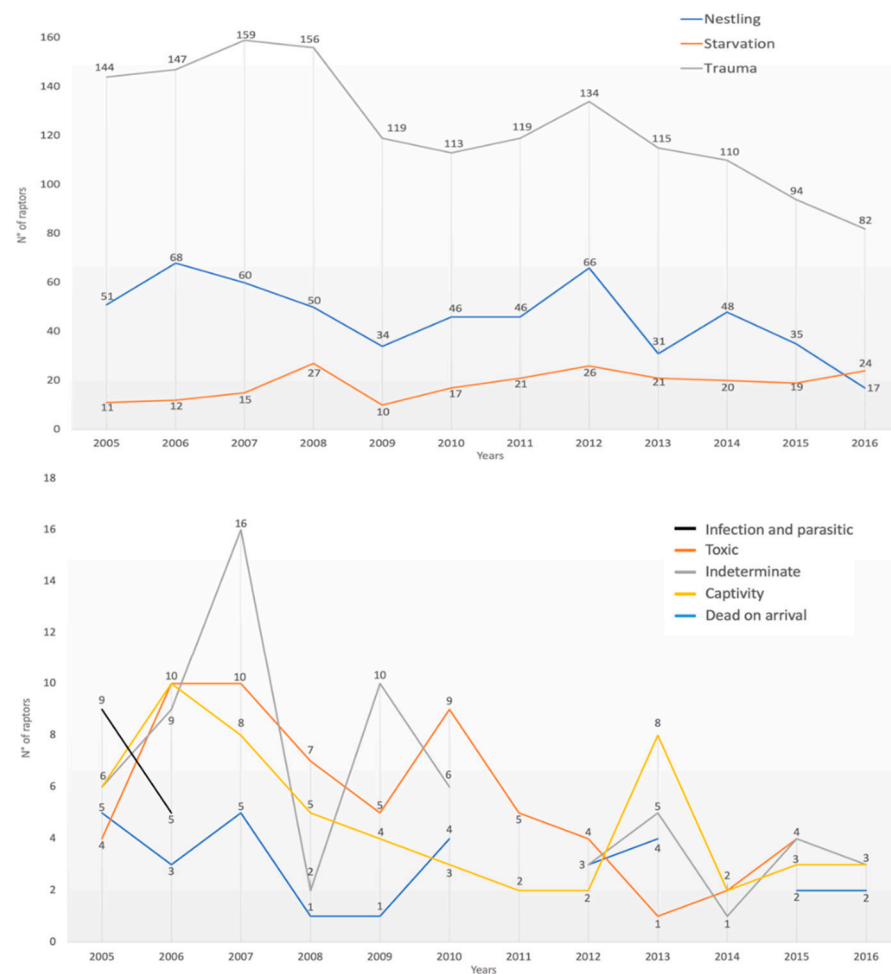 Nestling
Starvation
Trauma
160
140
120
100
80
60
40
20
0
N° of raptors
144 147 159 156 119 113 119 134 115 110 94 82
51 68 60 50 34 46 46 66 31 48 35 17
11 12 15 27 10 17 21 26 21 20 19 24
2005 2006 2007 2008 2009 2010 2011 2012 2013 2014 2015 2016
Years
18
16
14
12
10
8
6
4
2
0
N° of raptors
Infection and parasitic
Toxic
Indeterminate
Captivity
Dead on arrival
9 5
4 10 10 7 5 9 5 4 1 2 4
6 9 16 2 10 6 3 5 1 3
8 5 4 3 2 2 8 3 3
5 3 5 1 1 4 4 2 2
2005 2006 2007 2008 2009 2010 2011 2012 2013 2014 2015 2016
Years